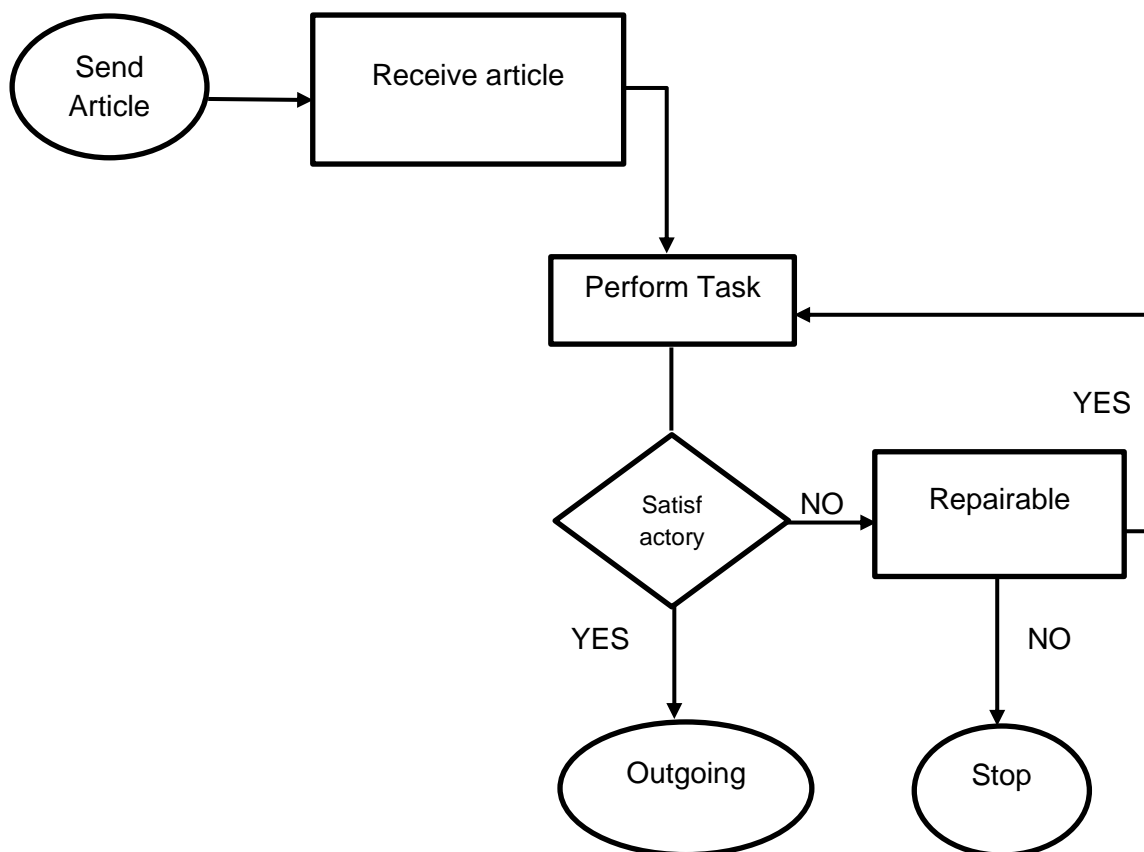 Send
Article
Receive article
Perform Task
YES
Satisf
actory
NO
Repairable
YES
NO
Outgoing
Stop